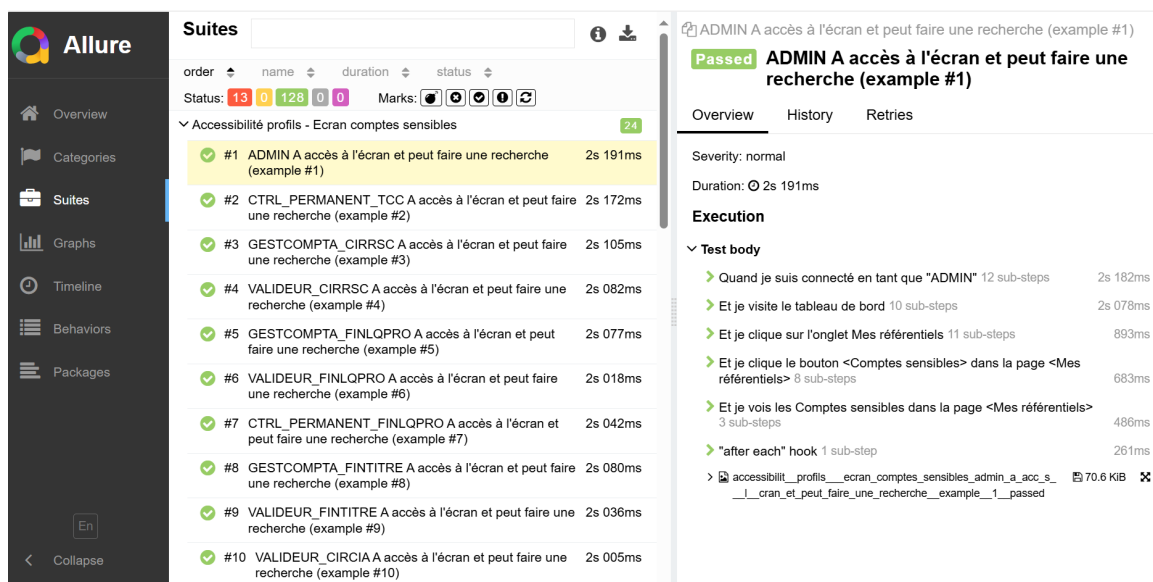 Allure
Overview
Categories
Suites
Graphs
Timeline
Behaviors
Packages
En
Collapse
Suites
order name duration status
Status: 13 0 128 0 0 Marks:
Accessibilité profils - Ecran comptes sensibles 24
#1 ADMIN A accès à l'écran et peut faire une recherche 2s 191ms
(example #1)
#2 CTRL_PERMANENT_TCC A accès à l'écran et peut faire 2s 172ms
une recherche (example #2)
#3 GESTCOMPTA_CIRRSC A accès à l'écran et peut faire 2s 105ms
une recherche (example #3)
#4 VALIDEUR_CIRRSC A accès à l'écran et peut faire une 2s 082ms
recherche (example #4)
#5 GESTCOMPTA_FINLQPRO A accès à l'écran et peut 2s 077ms
faire une recherche (example #5)
#6 VALIDEUR_FINLQPRO A accès à l'écran et peut faire 2s 018ms
une recherche (example #6)
#7 CTRL_PERMANENT_FINLQPRO A accès à l'écran et 2s 042ms
peut faire une recherche (example #7)
#8 GESTCOMPTA_FINTITRE A accès à l'écran et peut faire 2s 080ms
une recherche (example #8)
#9 VALIDEUR_FINTITRE A accès à l'écran et peut faire une 2s 036ms
recherche (example #9)
#10 VALIDEUR_CIRCIA A accès à l'écran et peut faire une 2s 005ms
recherche (example #10)
ADMIN A accès à l'écran et peut faire une recherche (example #1)
Passed ADMIN A accès à l'écran et peut faire une
recherche (example #1)
Overview History Retries
Severity: normal
Duration: 2s 191ms
Execution
Test body
Quand je suis connecté en tant que "ADMIN" 12 sub-steps 2s 182ms
Et je visite le tableau de bord 10 sub-steps 2s 078ms
Et je clique sur l'onglet Mes référentiels 11 sub-steps 893ms
Et je clique le bouton <Comptes sensibles> dans la page <Mes
référentiels> 8 sub-steps 683ms
Et je vois les Comptes sensibles dans la page <Mes référentiels>
3 sub-steps 486ms
"after each" hook 1 sub-step 261ms
accessibilit__profils___ecran_comptes_sensibles_admin_a_acc_s_ 70.6 KiB
__l__cran_et_peut_faire_une_recherche__example__1__passed